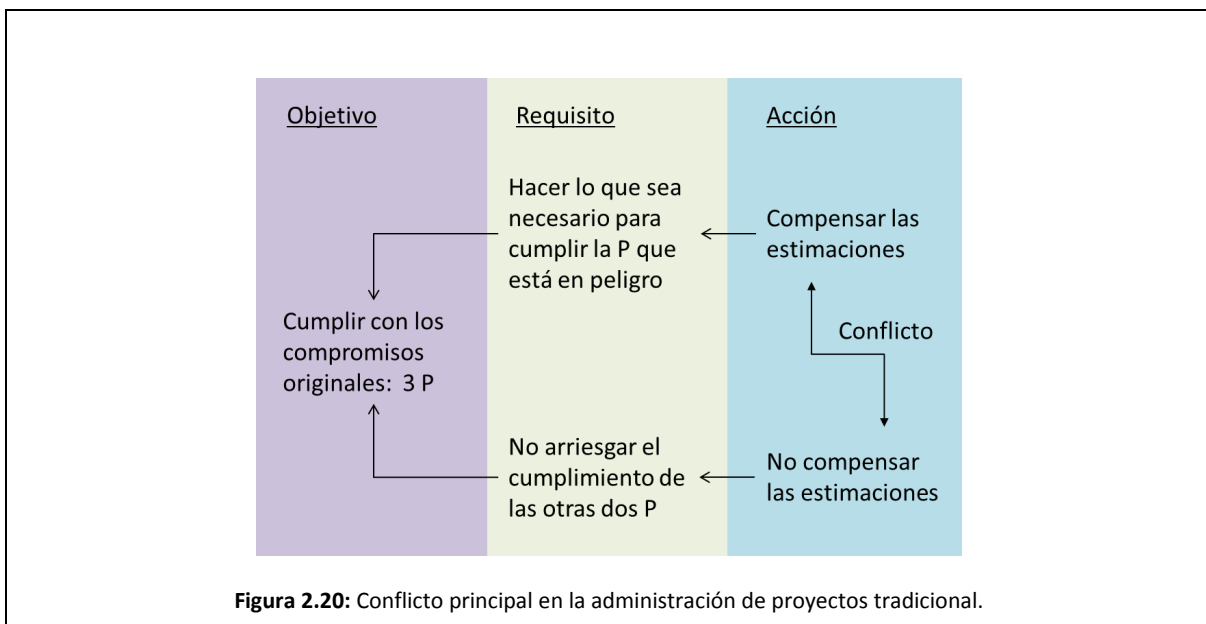 Objetivo
Requisito
Acción
Hacer lo que sea
necesario para
cumplir la P que
está en peligro
Compensar las
estimaciones
Cumplir con los
compromisos
originales: 3 P
Conflicto
No arriesgar el
cumplimiento de
las otras dos P
No compensar
las estimaciones
Figura 2.20: Conflicto principal en la administración de proyectos tradicional.